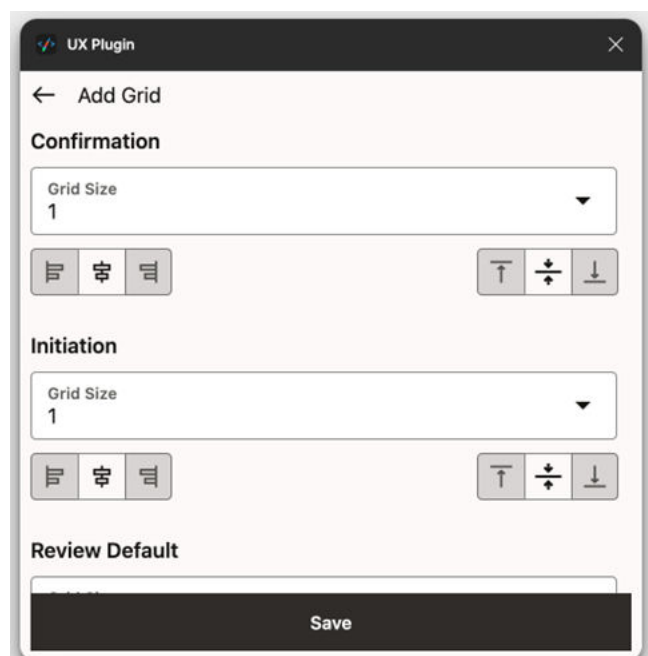 UX Plugin
Add Grid
Confirmation
Grid Size
1
Initiation
Grid Size
1
Review Default
Save